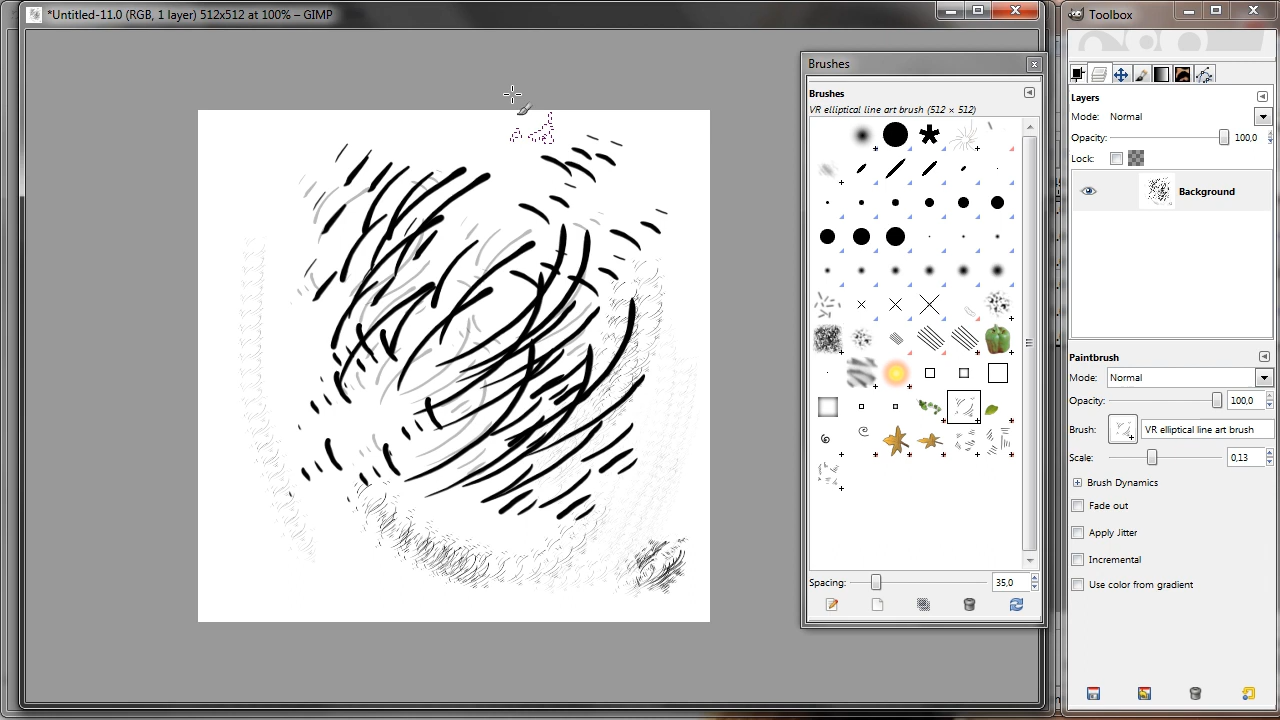 *Untitled-11.0 (RGB, 1 layer) 512x512 at 100% – GIMP
Brushes
Brushes
VR elliptical line art brush (512 × 512)
Spacing:
35,0
Toolbox
Layers
Mode: Normal
Opacity: 100,0
Lock:
Background
Paintbrush
Mode: Normal
Opacity: 100,0
Brush: VR elliptical line art brush
Scale: 0,13
Brush Dynamics
Fade out
Apply Jitter
Incremental
Use color from gradient